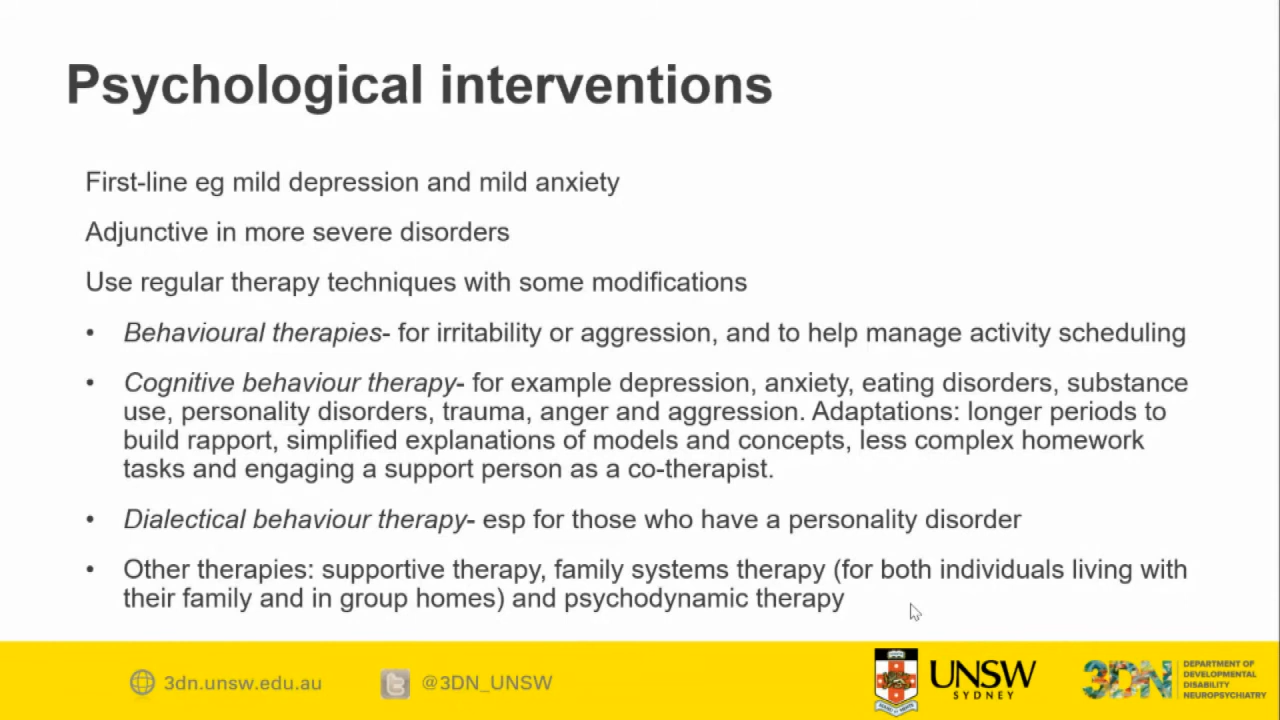 Psychological interventions
First-line eg mild depression and mild anxiety
Adjunctive in more severe disorders
Use regular therapy techniques with some modifications
• Behavioural therapies- for irritability or aggression, and to help manage activity scheduling
• Cognitive behaviour therapy- for example depression, anxiety, eating disorders, substance
use, personality disorders, trauma, anger and aggression. Adaptations: longer periods to
build rapport, simplified explanations of models and concepts, less complex homework
tasks and engaging a support person as a co-therapist.
• Dialectical behaviour therapy- esp for those who have a personality disorder
• Other therapies: supportive therapy, family systems therapy (for both individuals living with
their family and in group homes) and psychodynamic therapy
3dn.unsw.edu.au
@3DN_UNSW
UNSW
SYDNEY
3DN
DEPARTMENT OF
DEVELOPMENTAL
DISABILITY
NEUROPSYCHIATRY